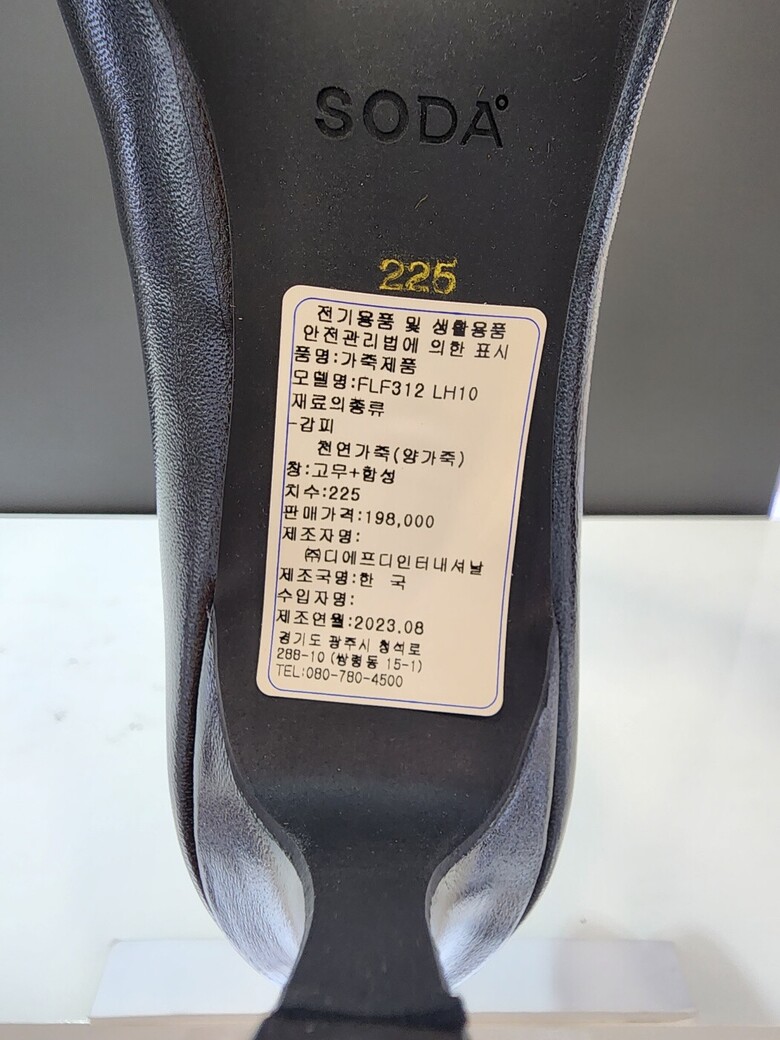 SODA
225
전기용품 및 생활용품
안전관리법에 의한 표시
품명:가죽제품
모델명:FLF312 LH10
재료의종류
-갑피
천연가죽(양가죽)
창:고무+합성
치수:225
판매가격:198,000
제조자명:
㈜디에프디인터내셔날
제조국명:한 국
수입자명:
제조연월:2023.08
경기도 광주시 청석로
288-10 (쌍령동 15-1)
TEL:080-780-4500